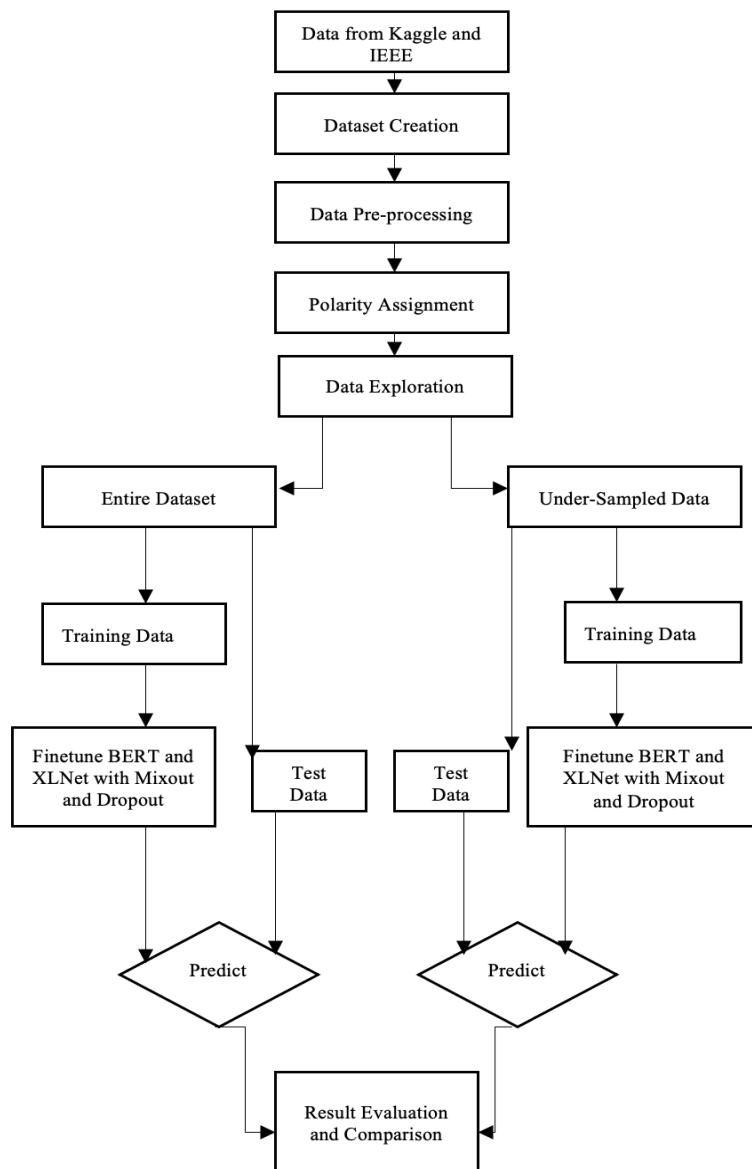 Data from Kaggle and
IEEE
Dataset Creation
Data Pre-processing
Polarity Assignment
Data Exploration
Entire Dataset
Under-Sampled Data
Training Data
Training Data
Finetune BERT and
XLNet with Mixout
and Dropout
Test
Data
Test
Data
Finetune BERT and
XLNet with Mixout
and Dropout
Predict
Predict
Result Evaluation
and Comparison